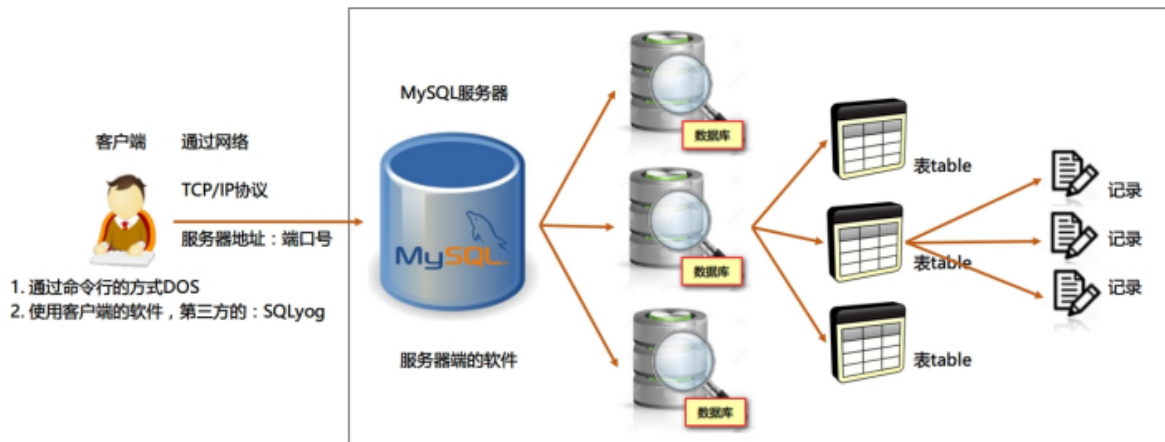 客户端
通过网络
TCP/IP协议
服务器地址：端口号
1. 通过命令行的方式DOS
2. 使用客户端的软件，第三方的：SQLyog
MySQL服务器
MySQL
服务器端的软件
数据库
数据库
数据库
表table
表table
表table
记录
记录
记录